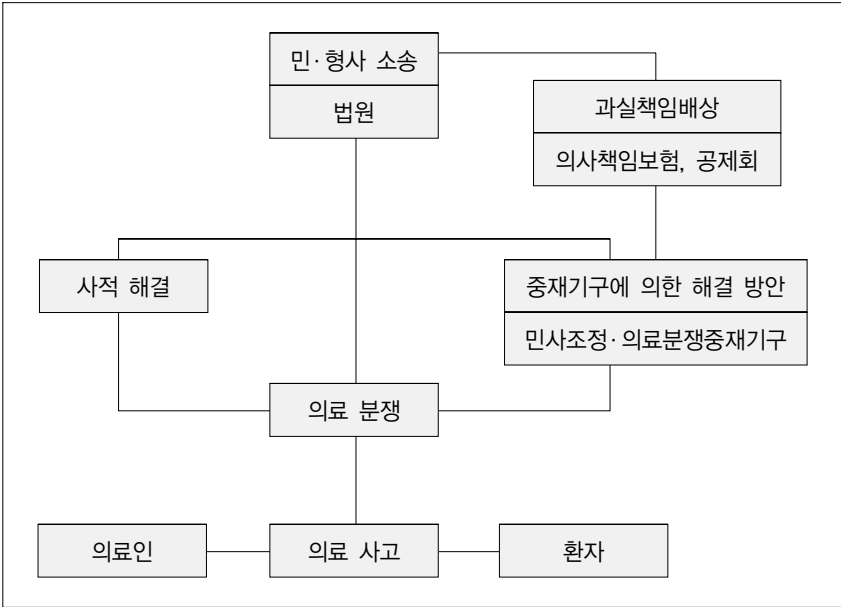 민·형사 소송
법원
과실책임배상
의사책임보험, 공제회
사적 해결
중재기구에 의한 해결 방안
민사조정·의료분쟁중재기구
의료 분쟁
의료인
의료 사고
환자